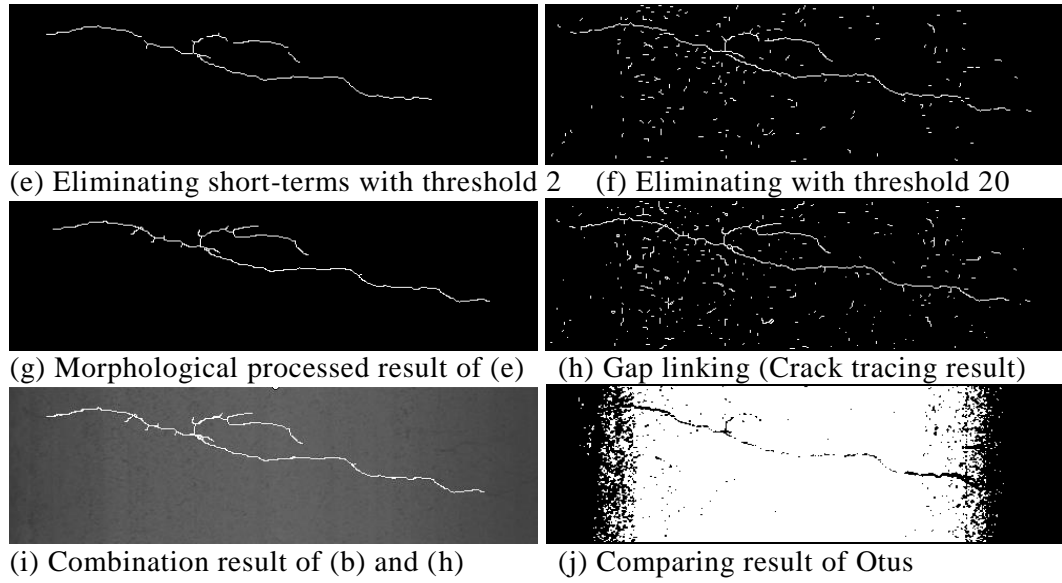 (e) Eliminating short-terms with threshold 2
(f) Eliminating with threshold 20
(g) Morphological processed result of (e)
(h) Gap linking (Crack tracing result)
(i) Combination result of (b) and (h)
(j) Comparing result of Otus